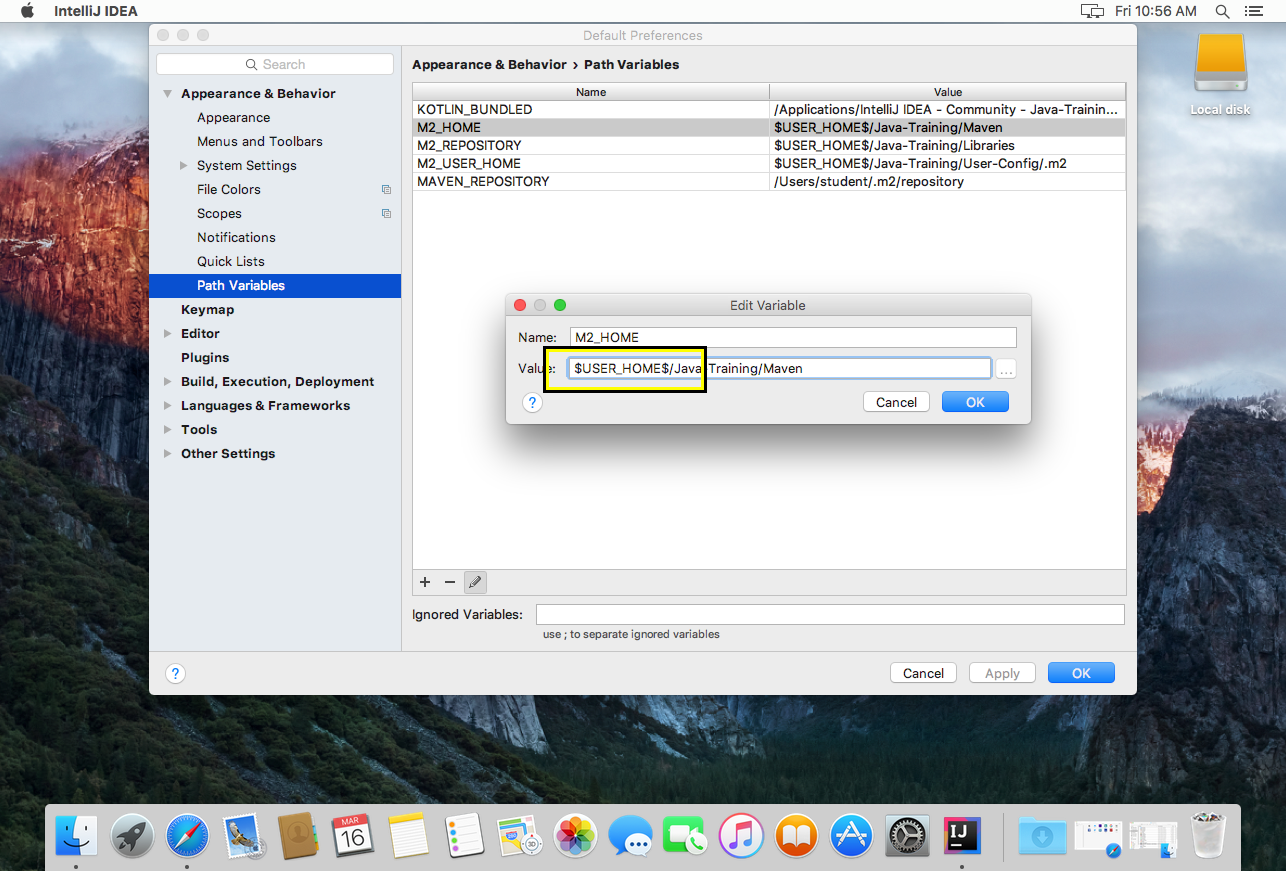 IntelliJ IDEA
Fri 10:56 AM
Default Preferences
Local disk
Search
Appearance & Behavior
Appearance
Menus and Toolbars
System Settings
File Colors
Scopes
Notifications
Quick Lists
Path Variables
Keymap
Editor
Plugins
Build, Execution, Deployment
Languages & Frameworks
Tools
Other Settings
Appearance & Behavior › Path Variables
Name Value
KOTLIN_BUNDLED /Applications/IntelliJ IDEA - Community - Java-Trainin...
M2_HOME $USER_HOME$/Java-Training/Maven
M2_REPOSITORY $USER_HOME$/Java-Training/Libraries
M2_USER_HOME $USER_HOME$/Java-Training/User-Config/.m2
MAVEN_REPOSITORY /Users/student/.m2/repository
Edit Variable
Name: M2_HOME
Value: $USER_HOME$/Java-Training/Maven
...
? Cancel OK
Ignored Variables:
use ; to separate ignored variables
? Cancel Apply OK
MAR
16
3D
IJ